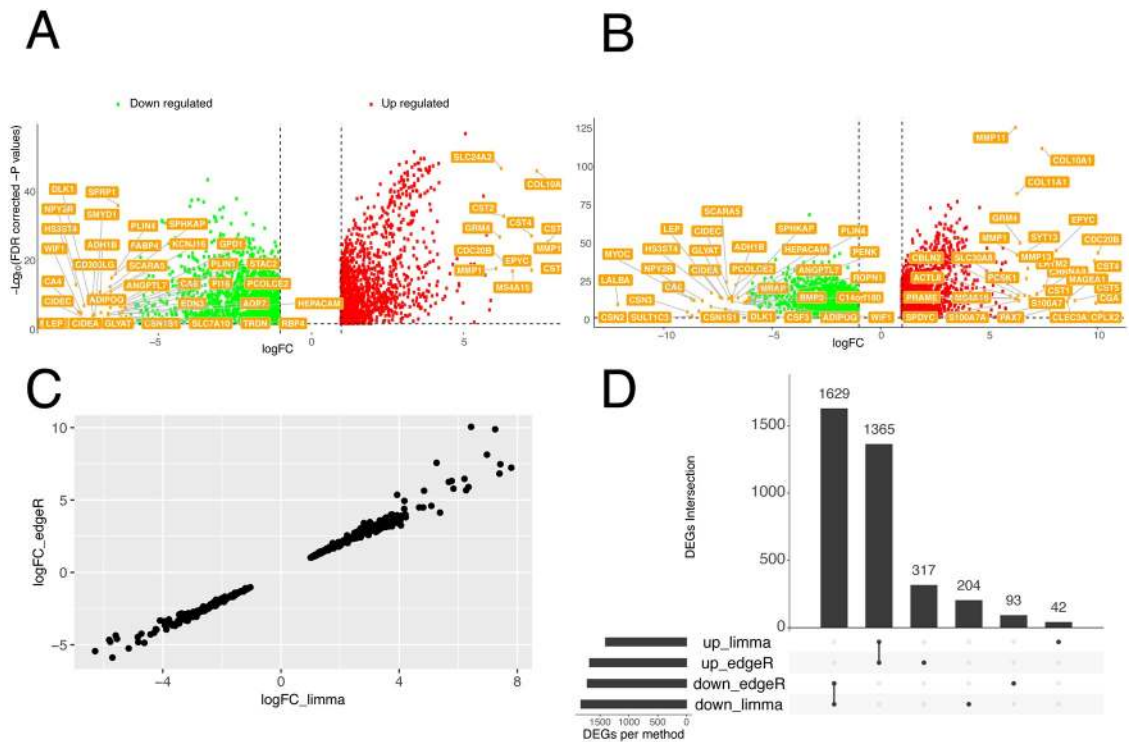 A
B
Down regulated
Up regulated
−Log₁₀(FDR corrected −P values)
40
30
20
10
0
SLC24A2
COL10A
DLK1
SFRP1
NPY2R
SMYD1
HS3ST4
PLIN4
SPHKAP
CST2
CST4
CST
WIF1
ADH1B
FABP4
KCNJ16
GPD1
GRM4
MMP1
CD300LG
SCARA5
PLIN1
STAC2
CDC20B
EPYC
CST
CA4
ANGPTL7
CA6
PI16
PCOLCE2
MMP1
MS4A15
CIDEC
ADIPOQ
EDN3
AQP7
HEPACAM
LEP
CIDEA
GLYAT
CSN1S1
SLC7A10
TRDN
RBP4
−5
0
5
logFC
125
100
75
50
25
0
MMP11
COL10A1
COL11A1
SCARA5
GRM4
EPYC
LEP
CIDEC
SPHKAP
PLIN4
MMP1
SYT13
CDC20B
MYOC
HS3ST4
GLYAT
ADH1B
HEPACAM
PENK
CBLN2
SLC30A8
MMP13
CST4
LALBA
NPY2R
CIDEA
PCOLCE2
ANGPTL7
ROPN1
ACTL8
PCSK1
MAGEA1
CSN3
CA6
MRAP
BMP3
C14orf180
PRAME
MS4A15
S100A7
CST1
CST5
CGA
CSN2
SULT1C3
CSN1S1
DLK1
CSF3
ADIPOQ
WIF1
SPDYC
S100A7A
PAX7
CLEC3A
CPLX2
−10
−5
0
5
10
logFC
C
D
10
5
0
−5
logFC_edgeR
−4
0
4
8
logFC_limma
DEGs Intersection
1500
1000
500
0
1629
1365
317
204
93
42
up_limma
up_edgeR
down_edgeR
down_limma
1500 1000 500 0
DEGs per method